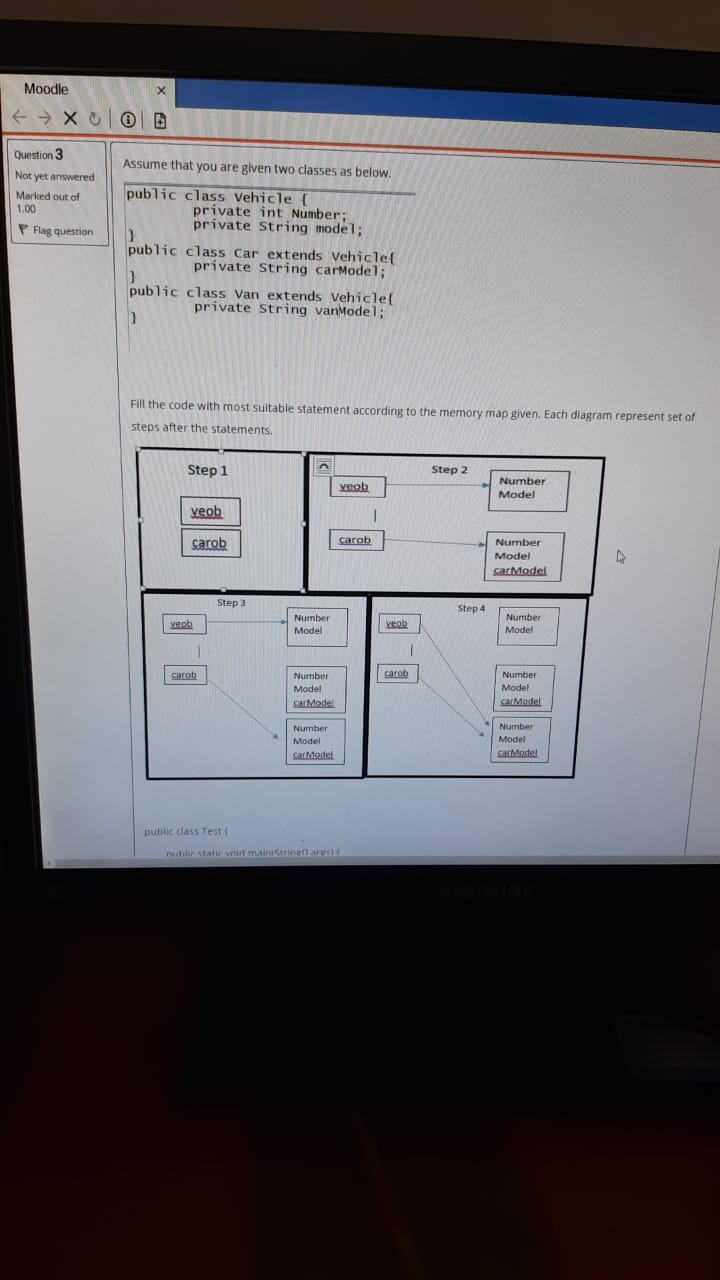 Moodle
Question 3
Not yet answered
Marked out of
1.00
Flag question
Assume that you are given two classes as below.
public class Vehicle {
private int Number;
private String model;
}
public class Car extends Vehicle{
private String carModel;
}
public class Van extends Vehicle{
private String vanModel;
}
Fill the code with most suitable statement according to the memory map given. Each diagram represent set of
steps after the statements.
Step 1
veob
carob
Step 2
veob
Number
Model
carob
Number
Model
carModel
Step 3
veob
Number
Model
carob
Number
Model
carModel
Number
Model
carModel
Step 4
veob
Number
Model
carob
Number
Model
carModel
Number
Model
carModel
public class Test {
public static void main(String[] args) {
SAMSUNG